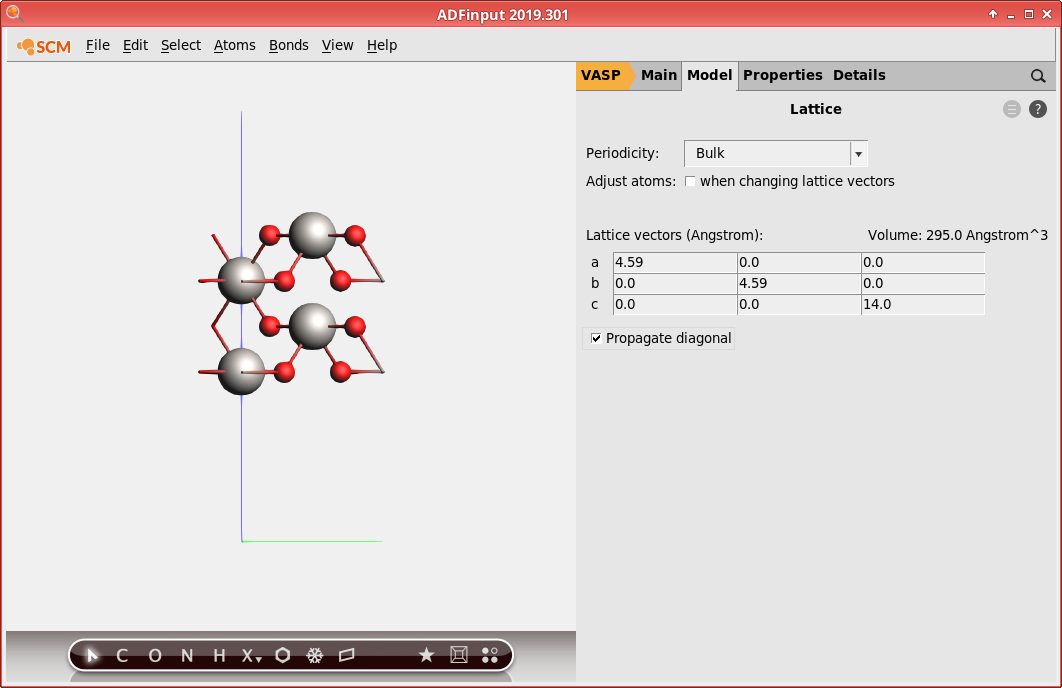 ADFinput 2019.301
SCM File Edit Select Atoms Bonds View Help
VASP Main Model Properties Details
Lattice
?
Periodicity: Bulk
Adjust atoms: when changing lattice vectors
Lattice vectors (Angstrom): Volume: 295.0 Angstrom^3
a 4.59 0.0 0.0
b 0.0 4.59 0.0
c 0.0 0.0 14.0
Propagate diagonal
C O N H X